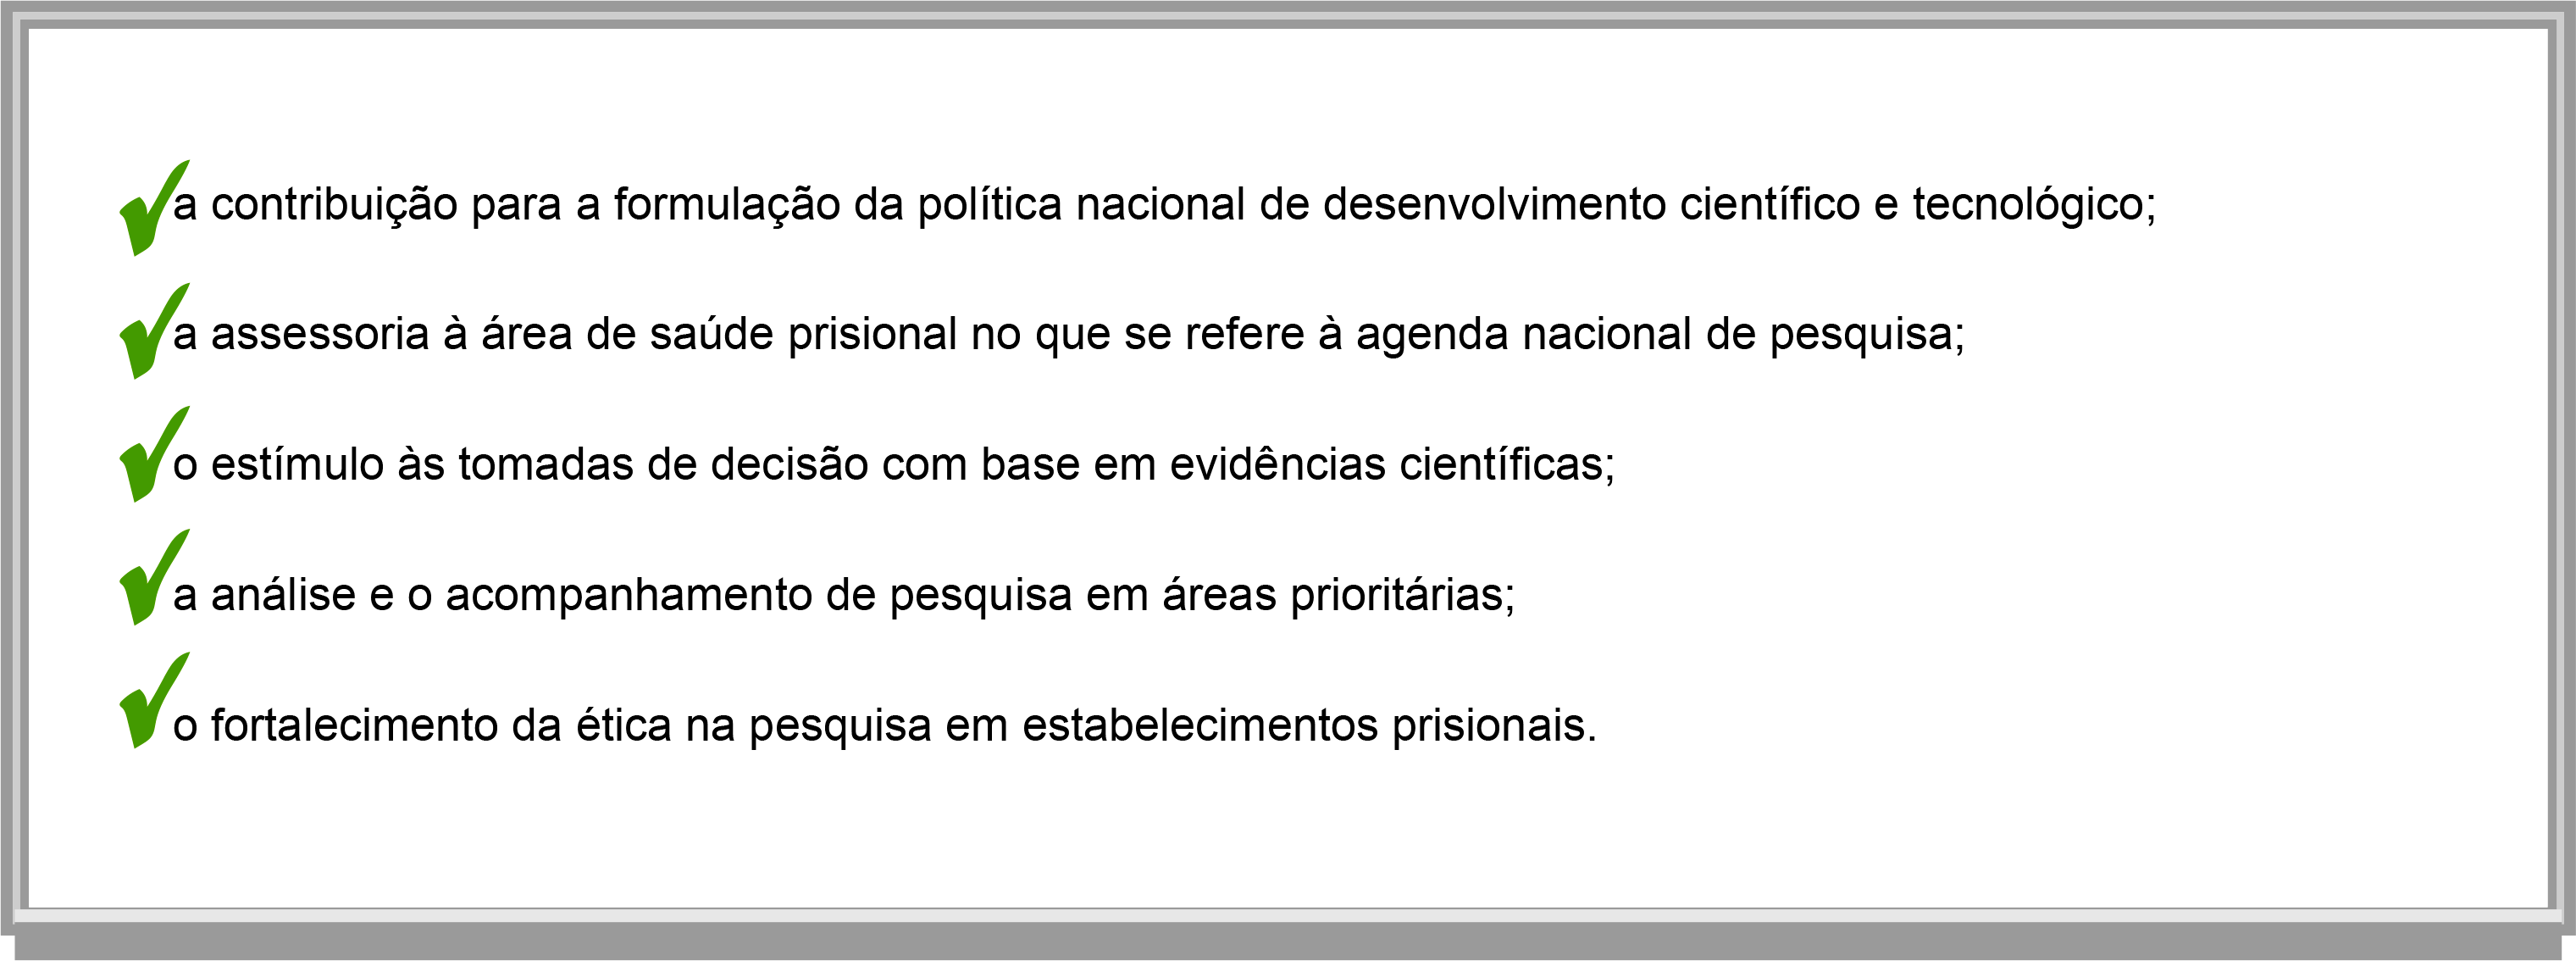 a contribuição para a formulação da política nacional de desenvolvimento científico e tecnológico;
a assessoria à área de saúde prisional no que se refere à agenda nacional de pesquisa;
o estímulo às tomadas de decisão com base em evidências científicas;
a análise e o acompanhamento de pesquisa em áreas prioritárias;
o fortalecimento da ética na pesquisa em estabelecimentos prisionais.